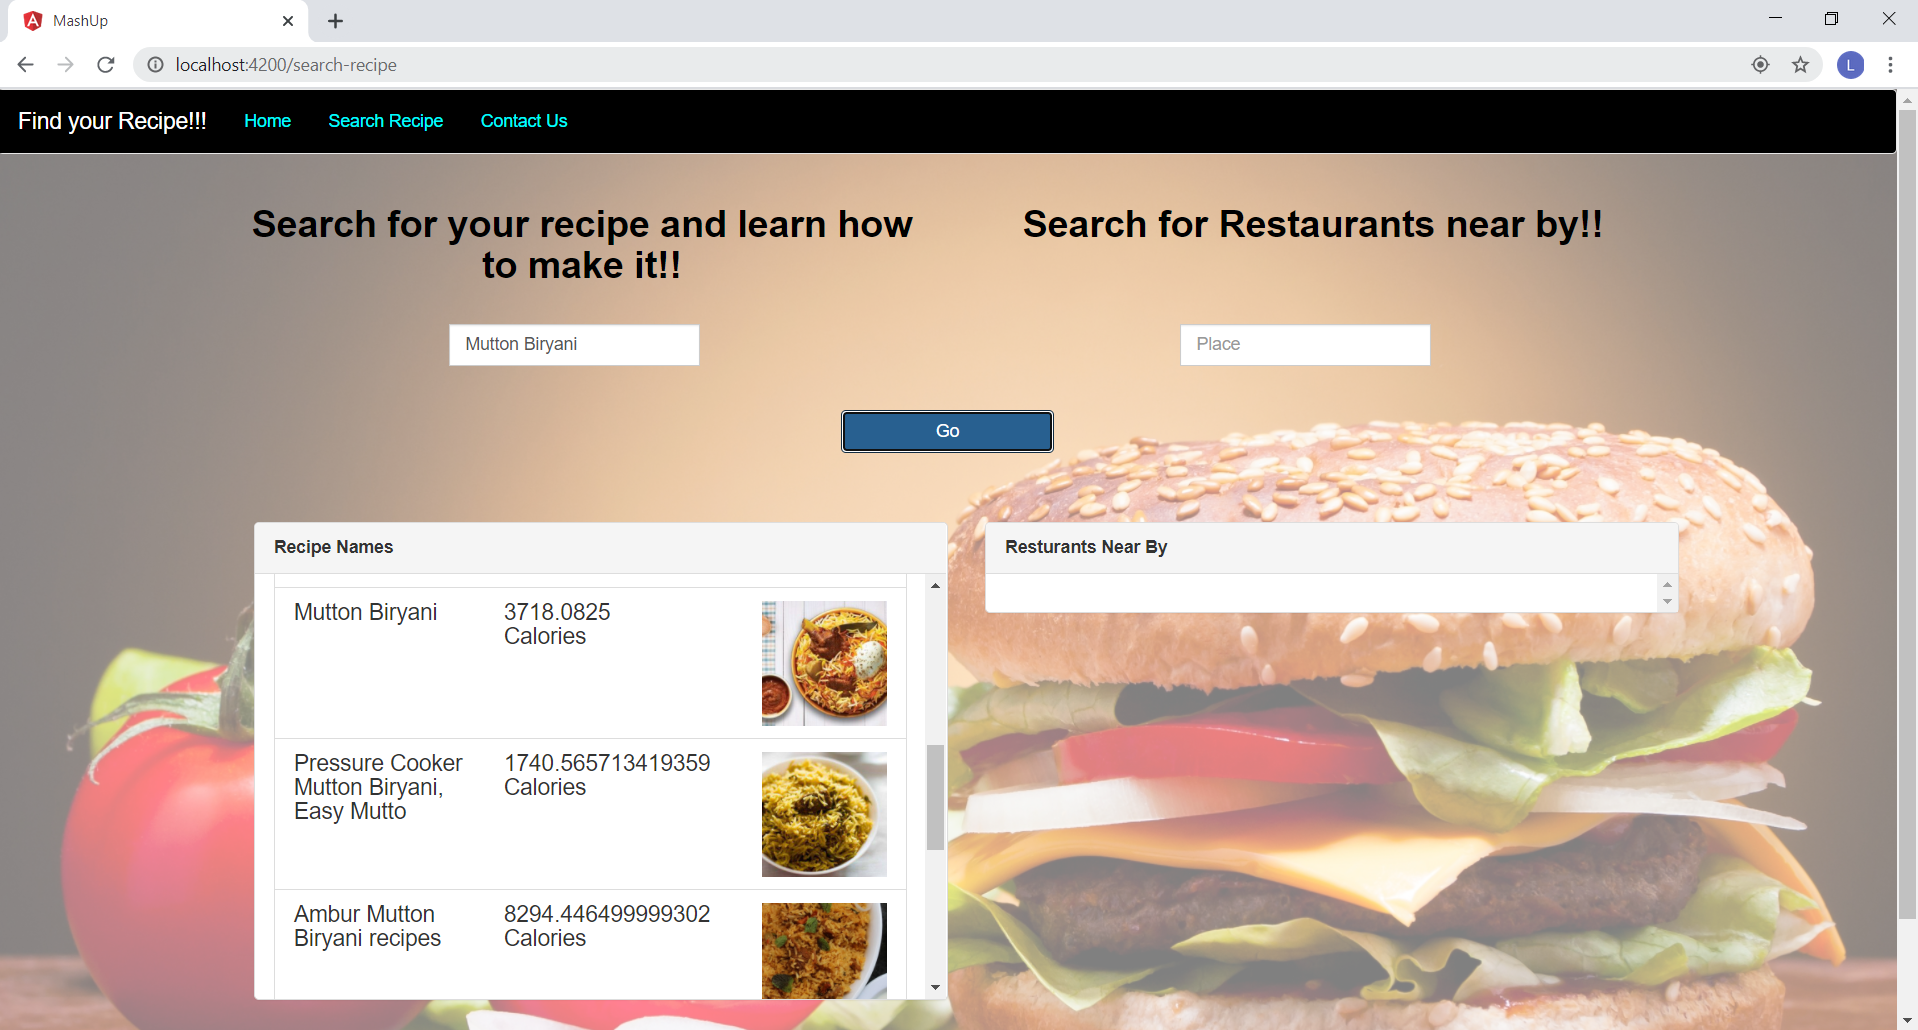 MashUp
localhost:4200/search-recipe
L
Find your Recipe!!! Home Search Recipe Contact Us
Search for your recipe and learn how
to make it!!
Search for Restaurants near by!!
Mutton Biryani
Place
Go
Recipe Names
Mutton Biryani
3718.0825
Calories
Pressure Cooker
Mutton Biryani,
Easy Mutto
1740.565713419359
Calories
Ambur Mutton
Biryani recipes
8294.446499999302
Calories
Resturants Near By